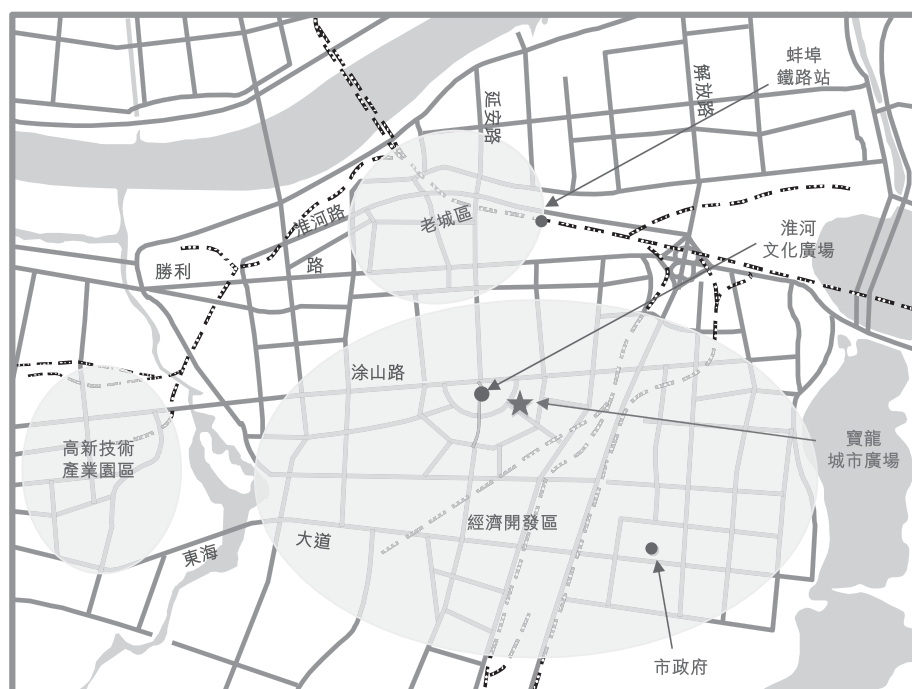 蚌埠
鐵路站
解放路
延安路
淮河路
老城區
淮河
文化廣場
勝利
路
涂山路
高新技術
產業園區
寶龍
城市廣場
經濟開發區
大道
東海
市政府